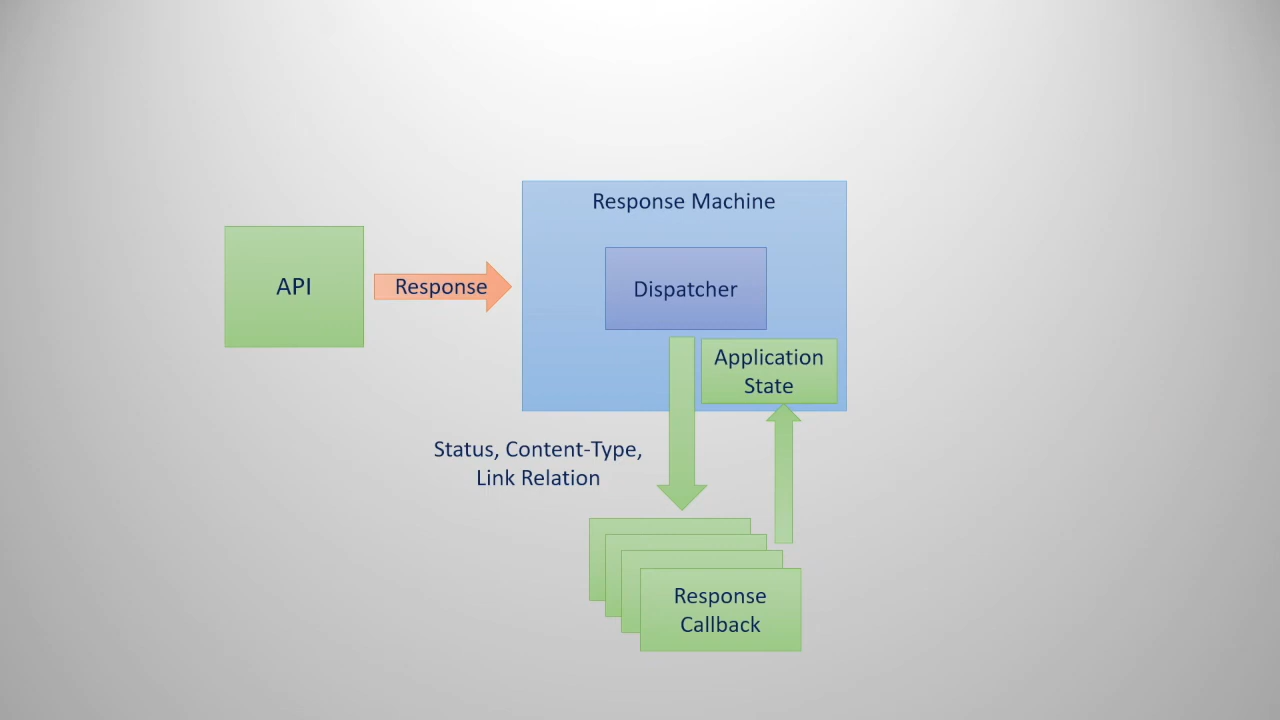 Response Machine
API
Response
Dispatcher
Application
State
Status, Content-Type,
Link Relation
Response
Callback